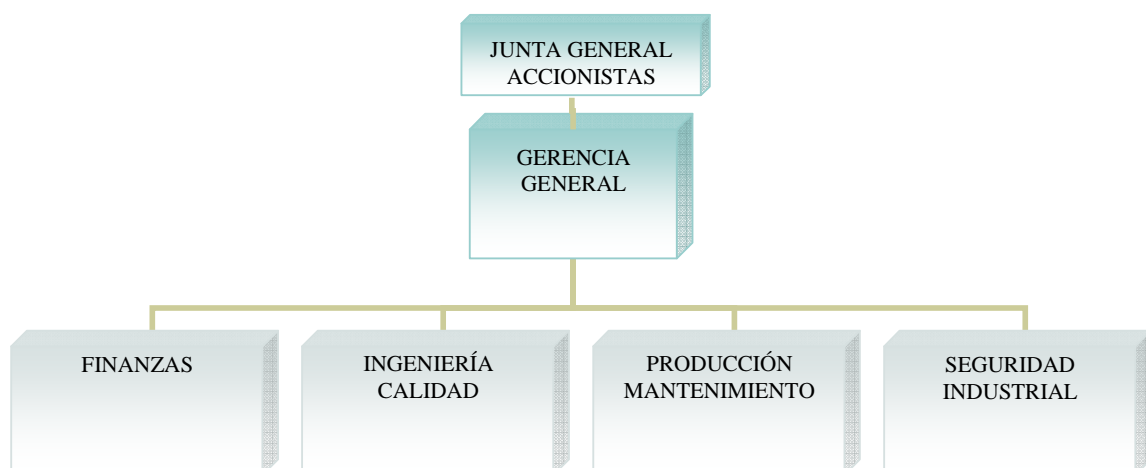 JUNTA GENERAL
ACCIONISTAS
GERENCIA
GENERAL
FINANZAS
INGENIERÍA
CALIDAD
PRODUCCIÓN
MANTENIMIENTO
SEGURIDAD
INDUSTRIAL